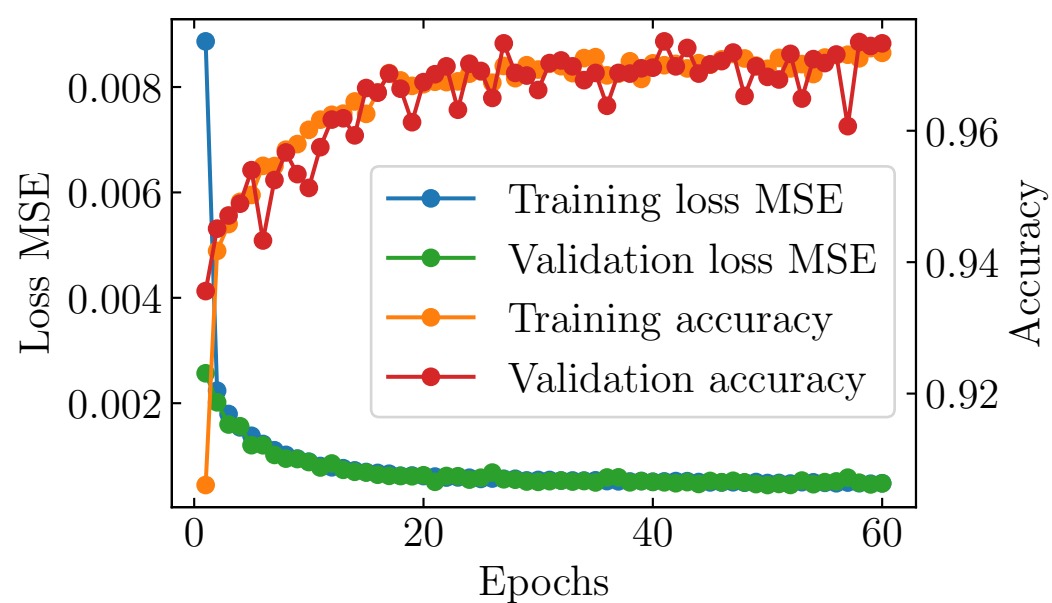 0.008
0.006
0.004
0.002
Loss MSE
0.96
0.94
0.92
Accuracy
Training loss MSE
Validation loss MSE
Training accuracy
Validation accuracy
0
20
40
60
Epochs